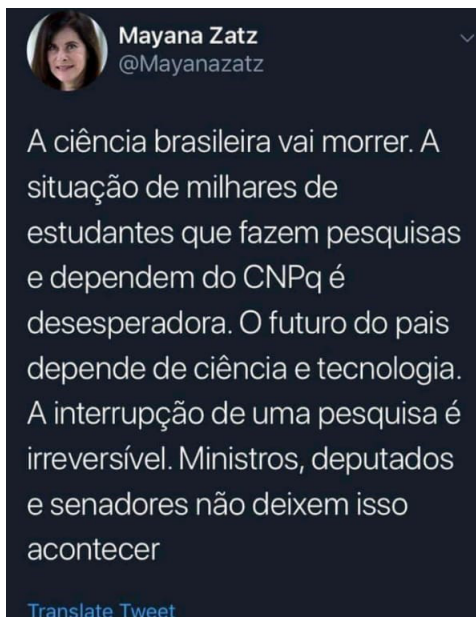 Mayana Zatz
@Mayanazatz
A ciência brasileira vai morrer. A
situação de milhares de
estudantes que fazem pesquisas
e dependem do CNPq é
desesperadora. O futuro do pais
depende de ciência e tecnologia.
A interrupção de uma pesquisa é
irreversível. Ministros, deputados
e senadores não deixem isso
acontecer
Translate Tweet